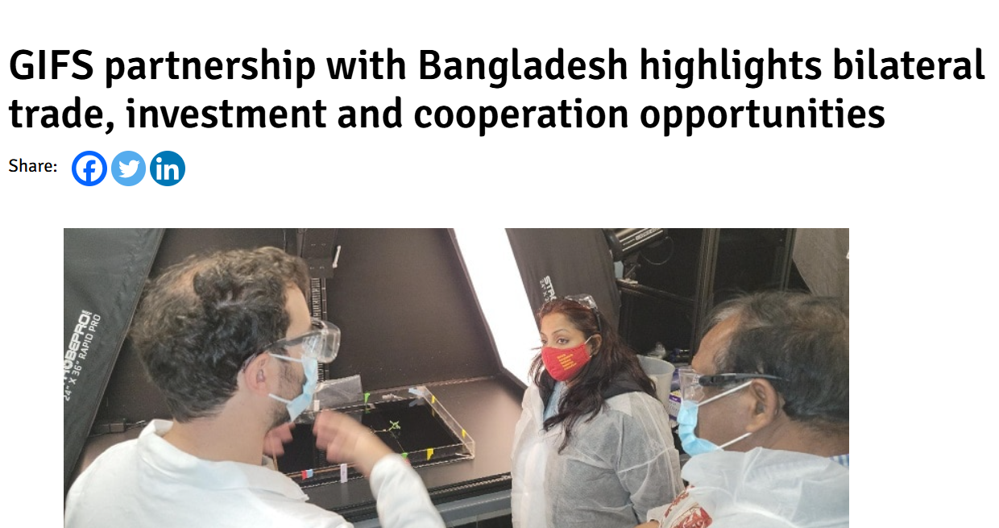 GIFS partnership with Bangladesh highlights bilateral
trade, investment and cooperation opportunities
Share:
24" X 36" RAPID PRO